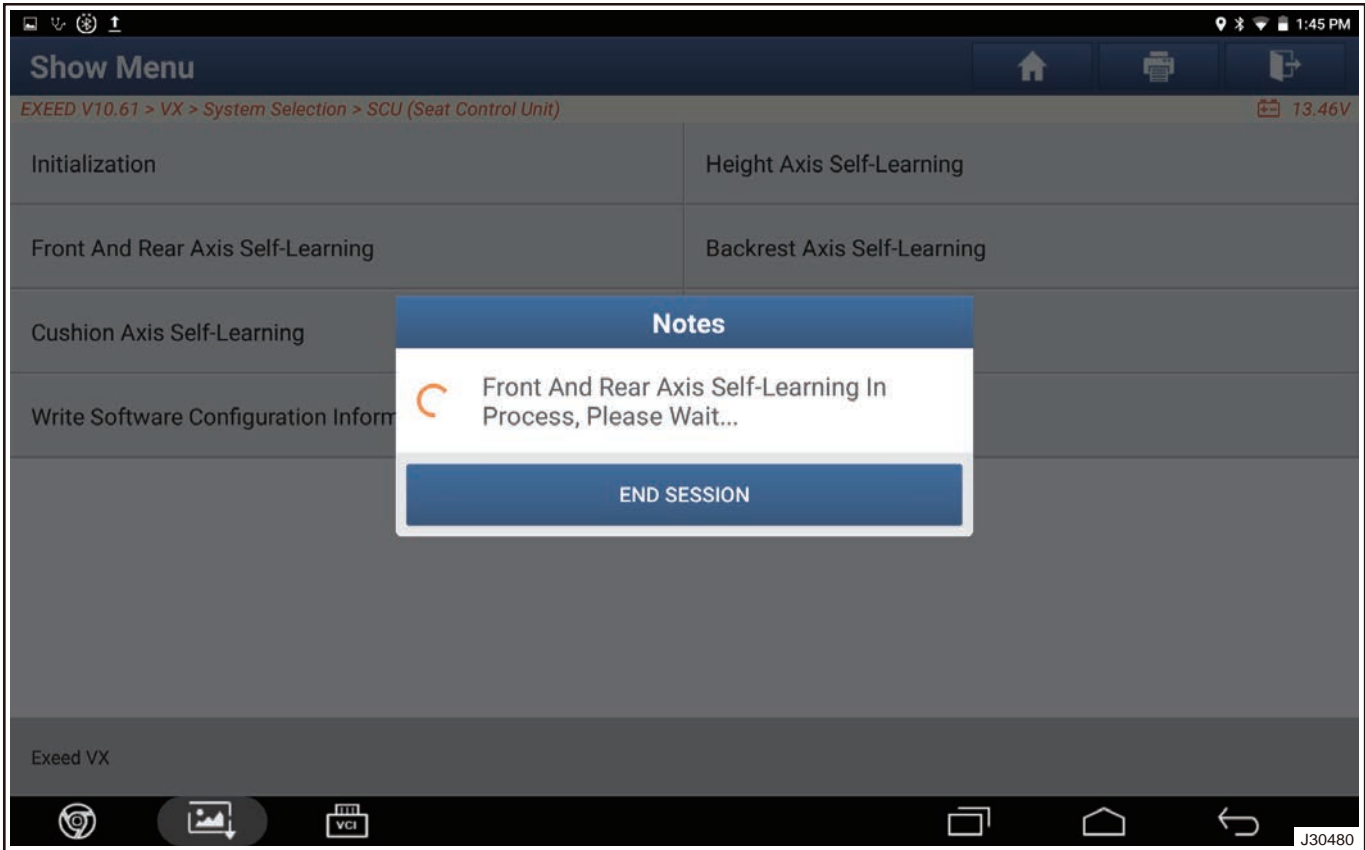 1:45 PM
Show Menu
EXEED V10.61 > VX > System Selection > SCU (Seat Control Unit)
13.46V
Initialization
Height Axis Self-Learning
Front And Rear Axis Self-Learning
Backrest Axis Self-Learning
Cushion Axis Self-Learning
Write Software Configuration Inform
Notes
Front And Rear Axis Self-Learning In
Process, Please Wait...
END SESSION
Exeed VX
VCI
J30480